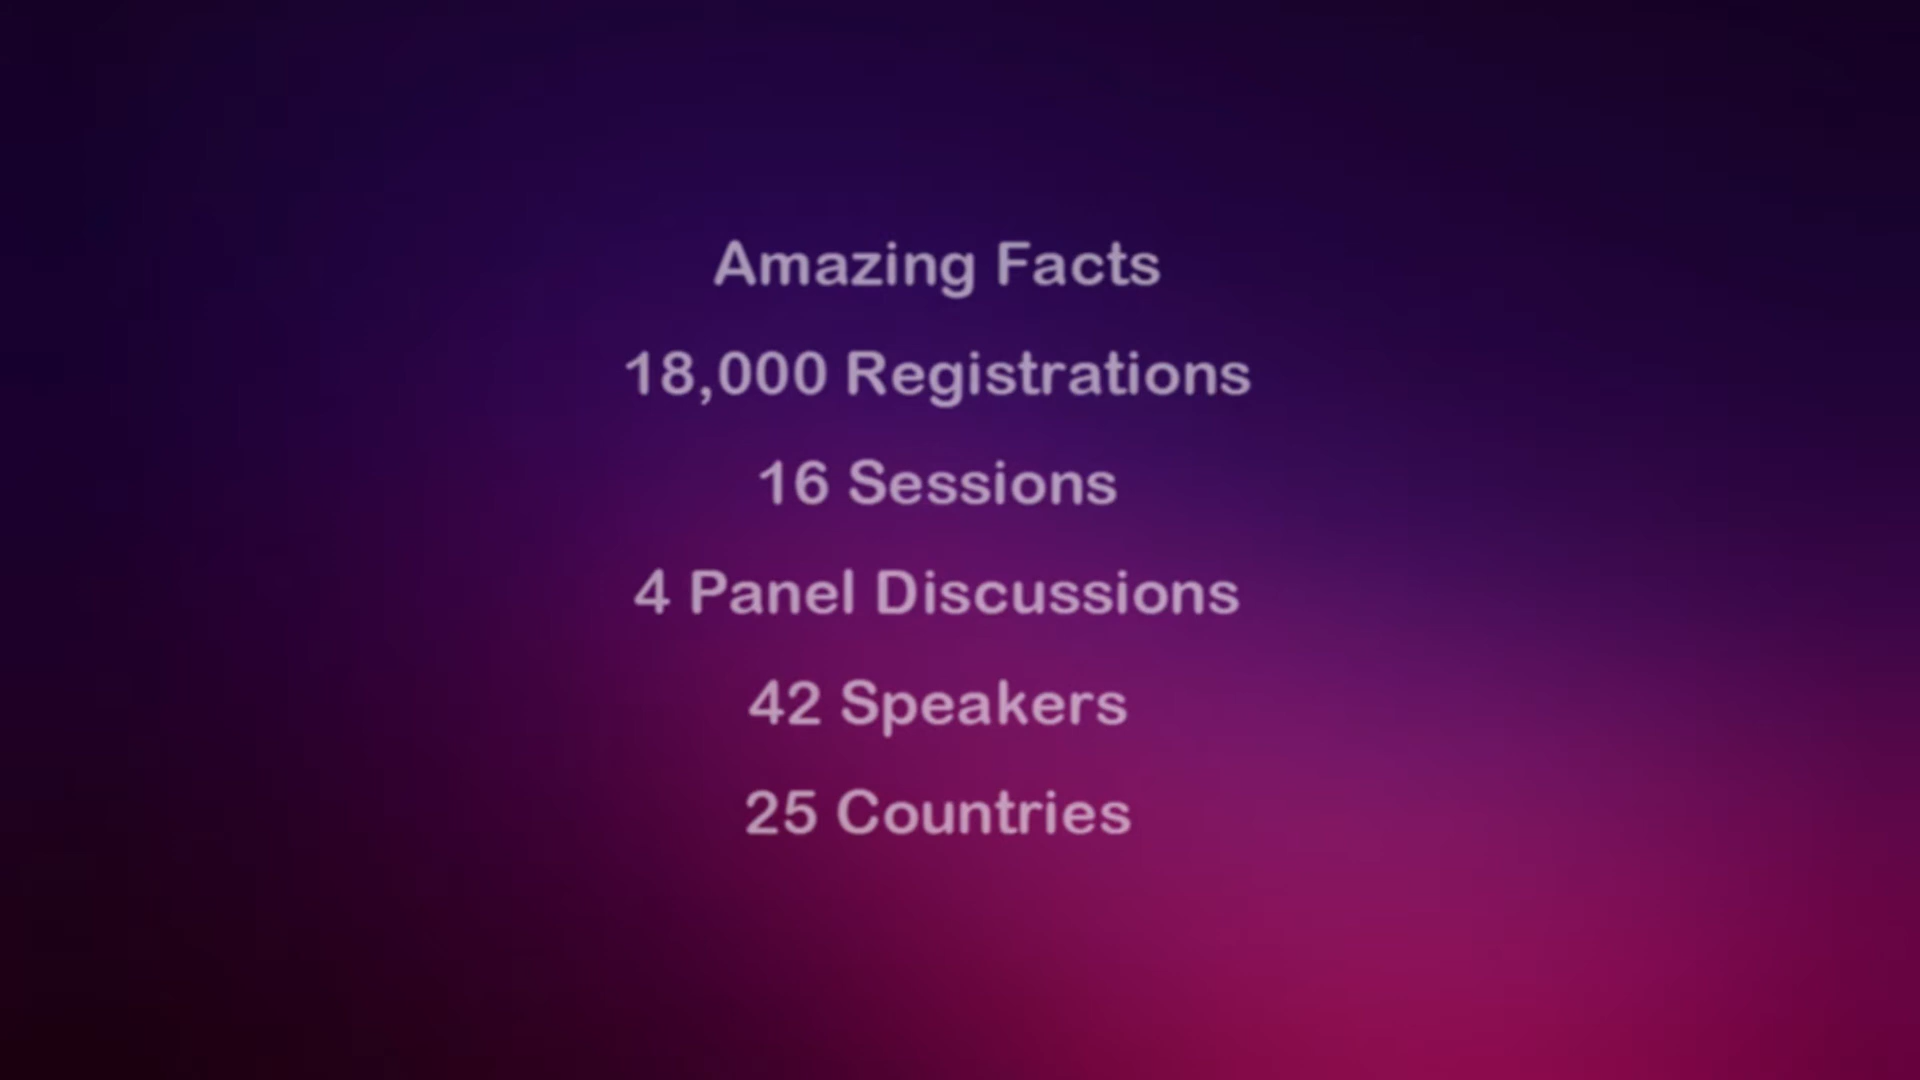 Amazing Facts
18,000 Registrations
16 Sessions
4 Panel Discussions
42 Speakers
25 Countries